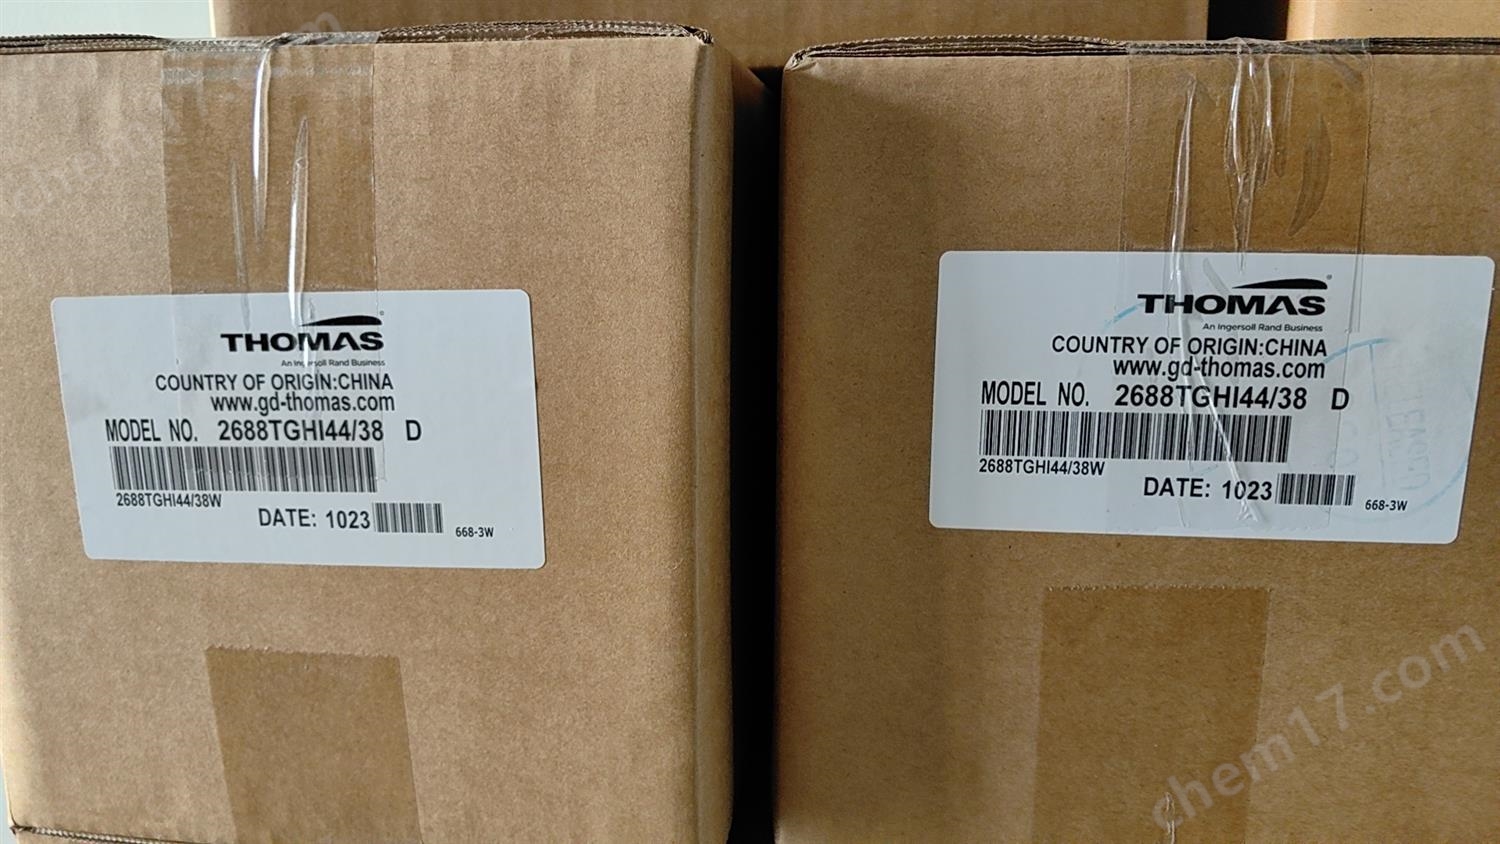 THOMAS
An Ingersoll Rand Business
COUNTRY OF ORIGIN:CHINA
www.gd-thomas.com
MODEL NO. 2688TGHI44/38 D
2688TGHI44/38W
DATE: 1023
668-3W
THOMAS
An Ingersoll Rand Business
COUNTRY OF ORIGIN:CHINA
www.gd-thomas.com
MODEL NO. 2688TGHI44/38 D
2688TGHI44/38W
DATE: 1023
668-3W
chem17.com